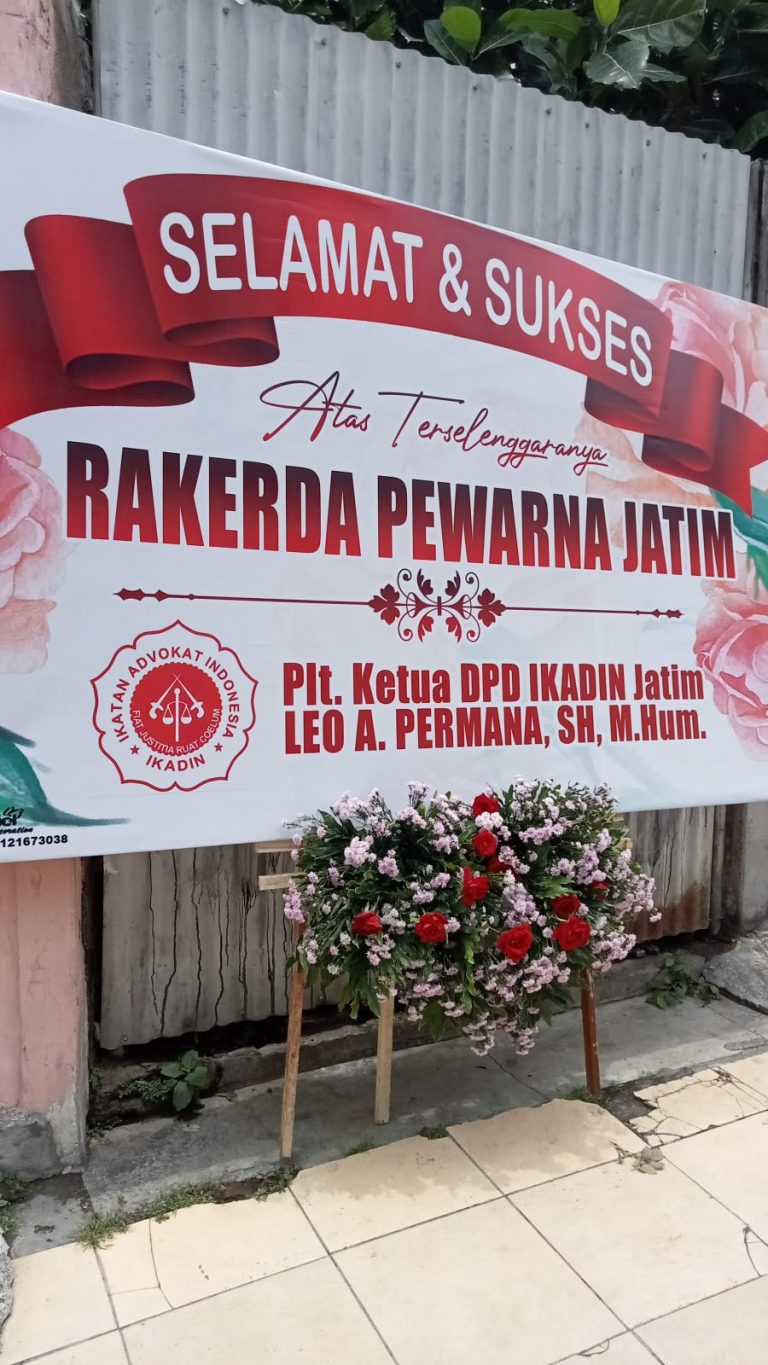 SELAMAT & SUKSES
Atas Terselenggaranya
RAKERDA PEWARNA JATIM
IKATAN ADVOKAT INDONESIA
FIAT JUSTITIA RUAT COELUM
IKADIN
Plt. Ketua DPD IKADIN Jatim
LEO A. PERMANA, SH, M.Hum.
121673038